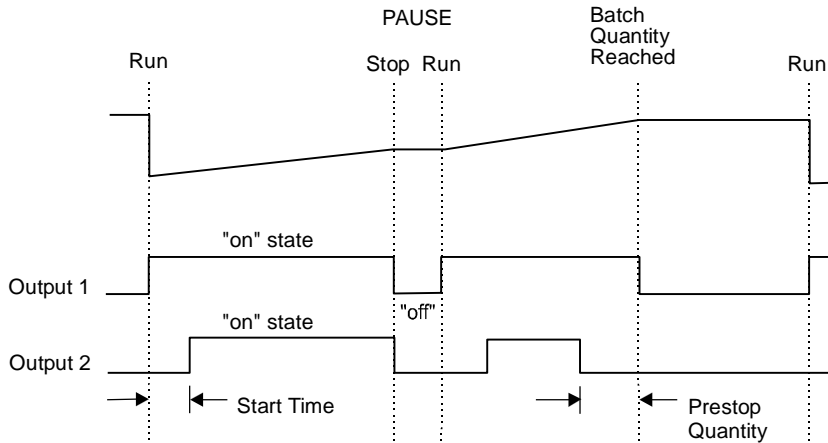 PAUSE
Batch
Quantity
Reached
Run
Stop
Run
Run
"on" state
Output 1
"off"
"on" state
Output 2
Start Time
Prestop
Quantity